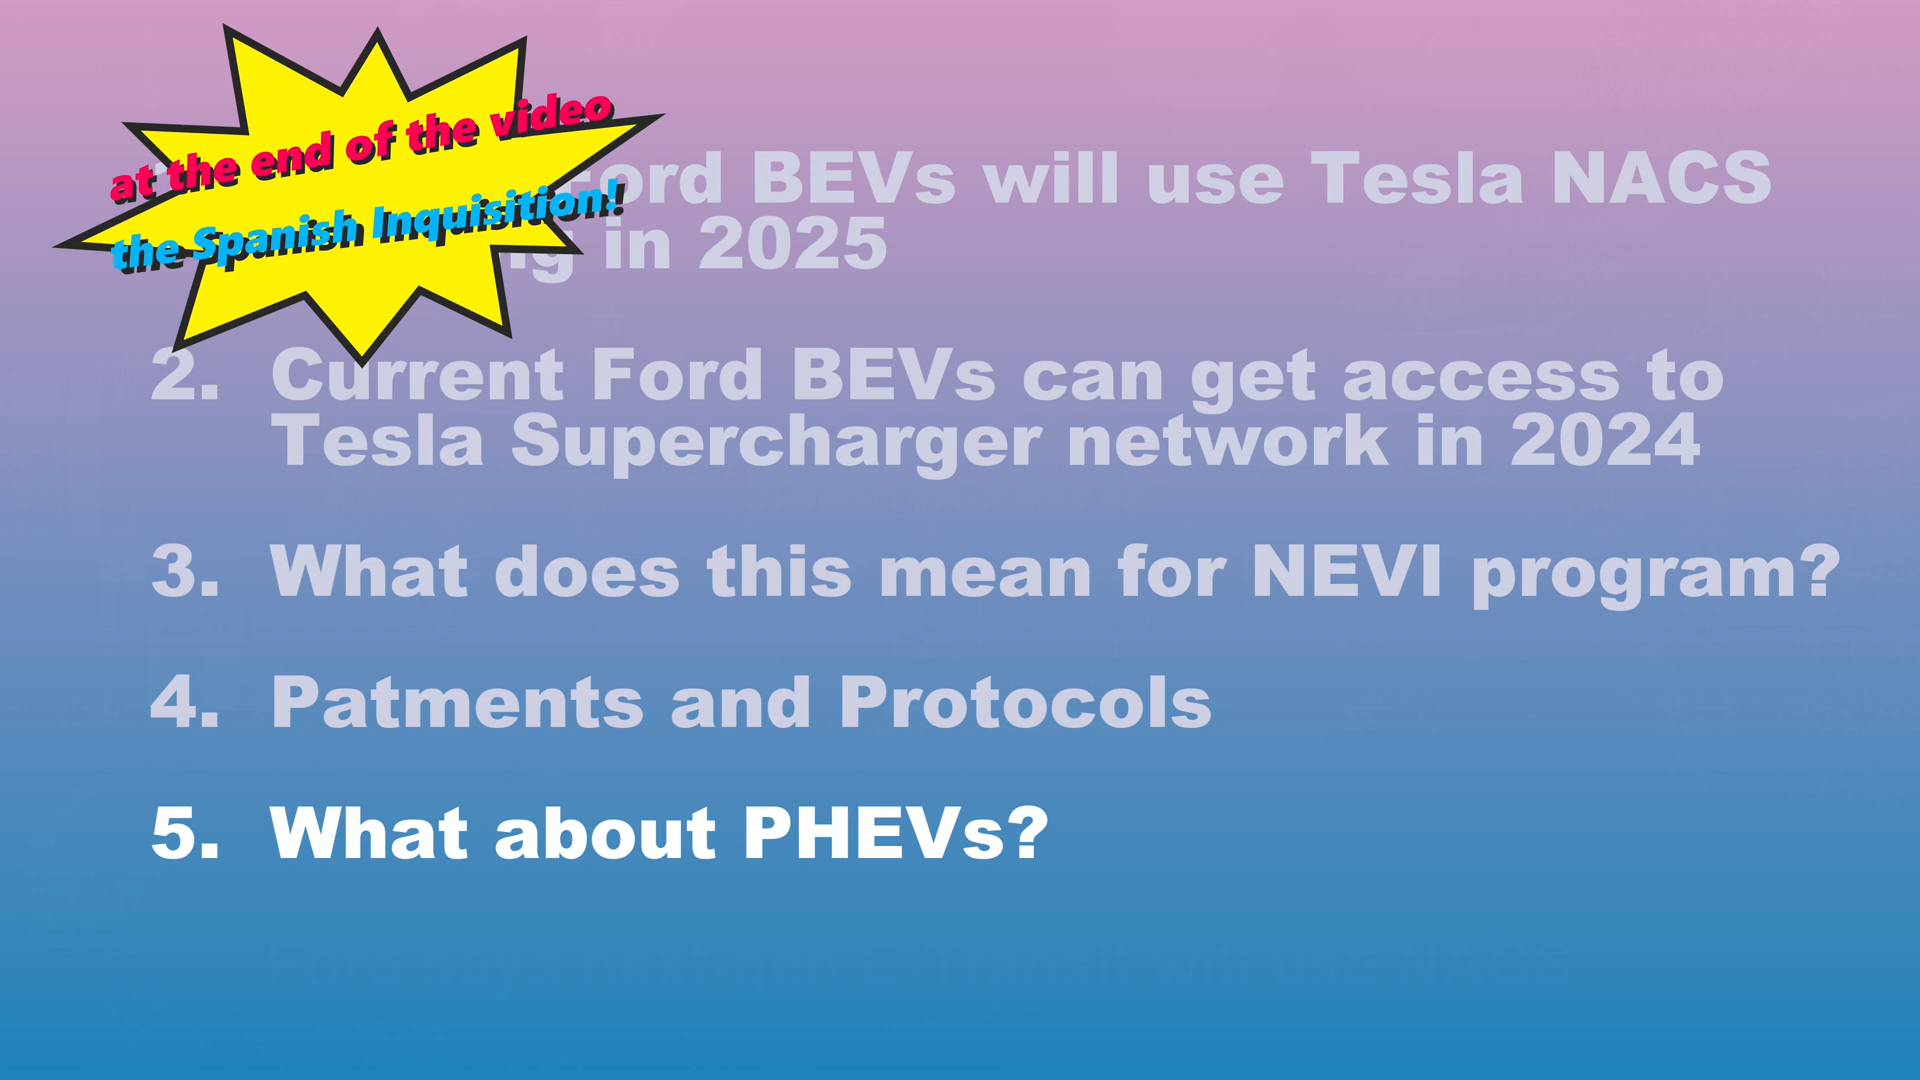 at the end of the video
the Spanish Inquisition!
Ford BEVs will use Tesla NACS
in 2025
2. Current Ford BEVs can get access to
Tesla Supercharger network in 2024
3. What does this mean for NEVI program?
4. Patments and Protocols
5. What about PHEVs?